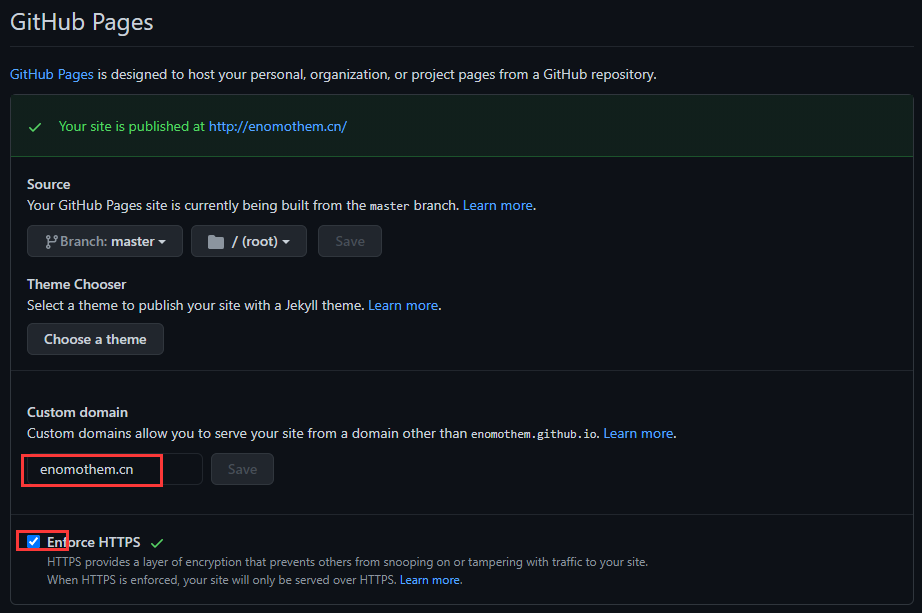 GitHub Pages
GitHub Pages is designed to host your personal, organization, or project pages from a GitHub repository.
Your site is published at http://enomothem.cn/
Source
Your GitHub Pages site is currently being built from the master branch. Learn more.
Branch: master / (root) Save
Theme Chooser
Select a theme to publish your site with a Jekyll theme. Learn more.
Choose a theme
Custom domain
Custom domains allow you to serve your site from a domain other than enomothem.github.io. Learn more.
enomothem.cn Save
Enforce HTTPS
HTTPS provides a layer of encryption that prevents others from snooping on or tampering with traffic to your site.
When HTTPS is enforced, your site will only be served over HTTPS. Learn more.